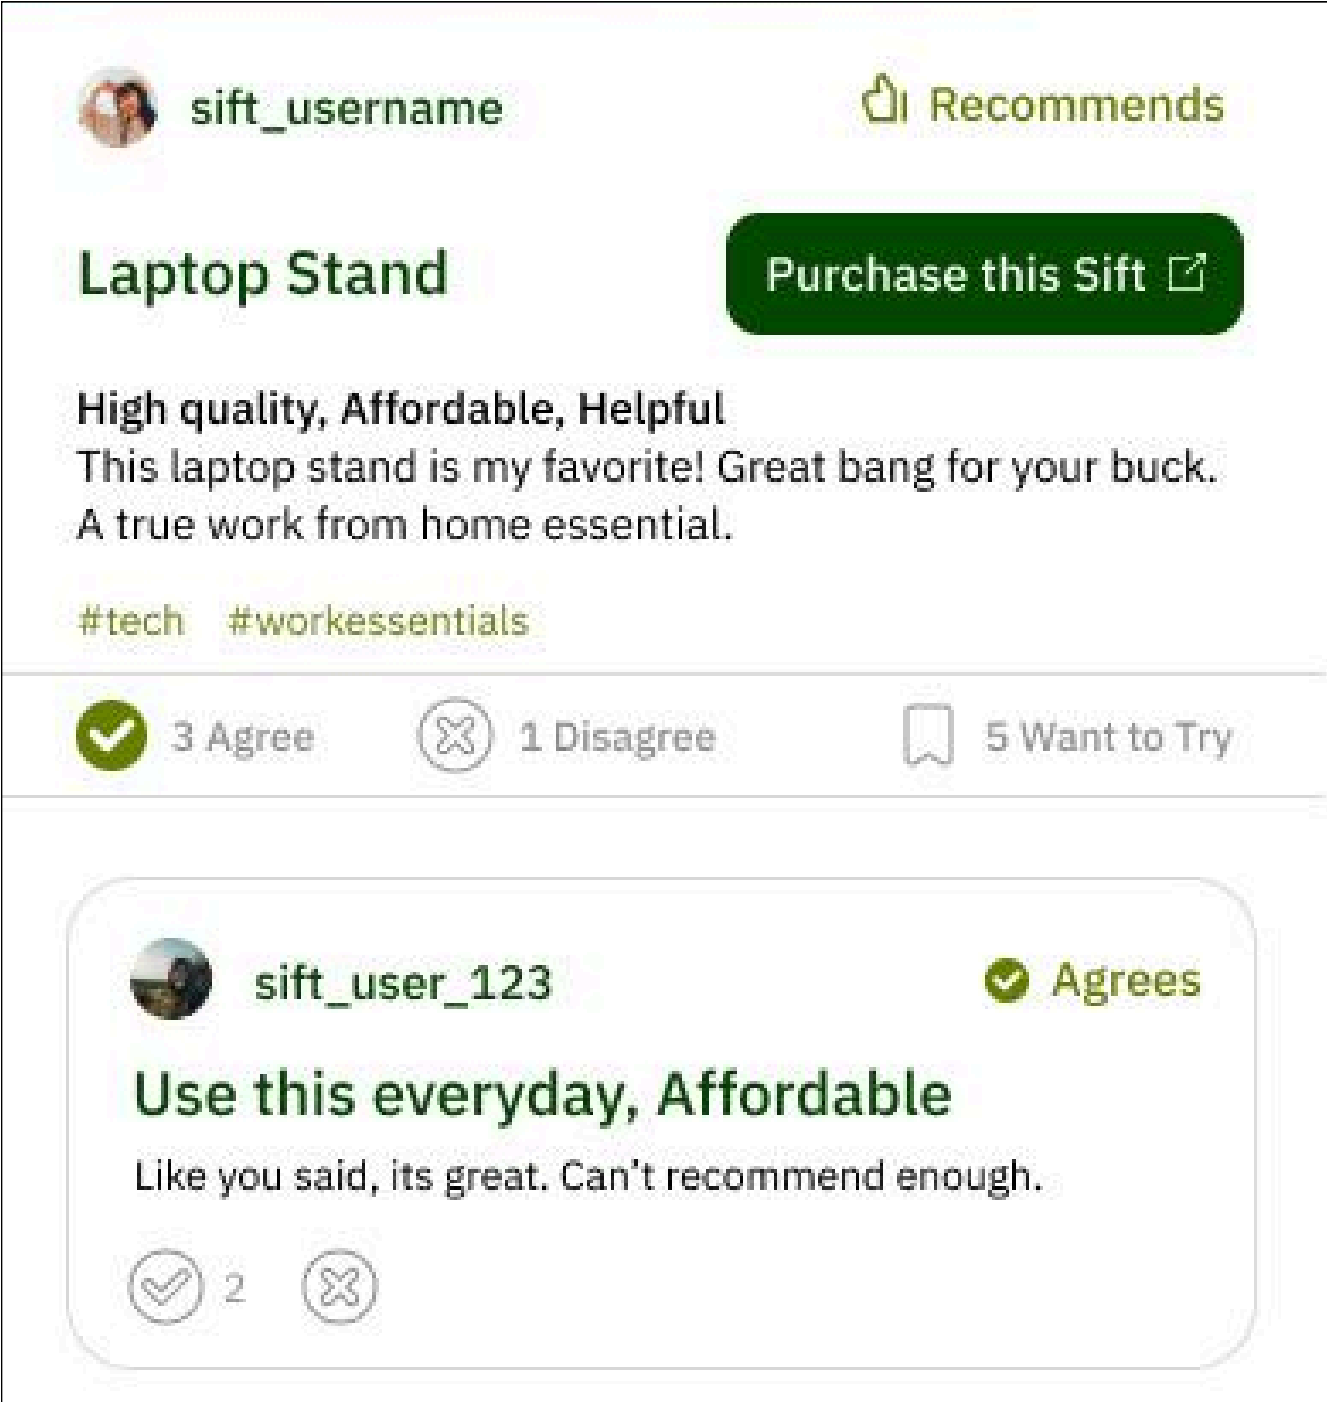 sift_username
Recommends
Laptop Stand
Purchase this Sift
High quality, Affordable, Helpful
This laptop stand is my favorite! Great bang for your buck.
A true work from home essential.
#tech #workessentials
3 Agree
1 Disagree
5 Want to Try
sift_user_123
Agrees
Use this everyday, Affordable
Like you said, its great. Can't recommend enough.
2